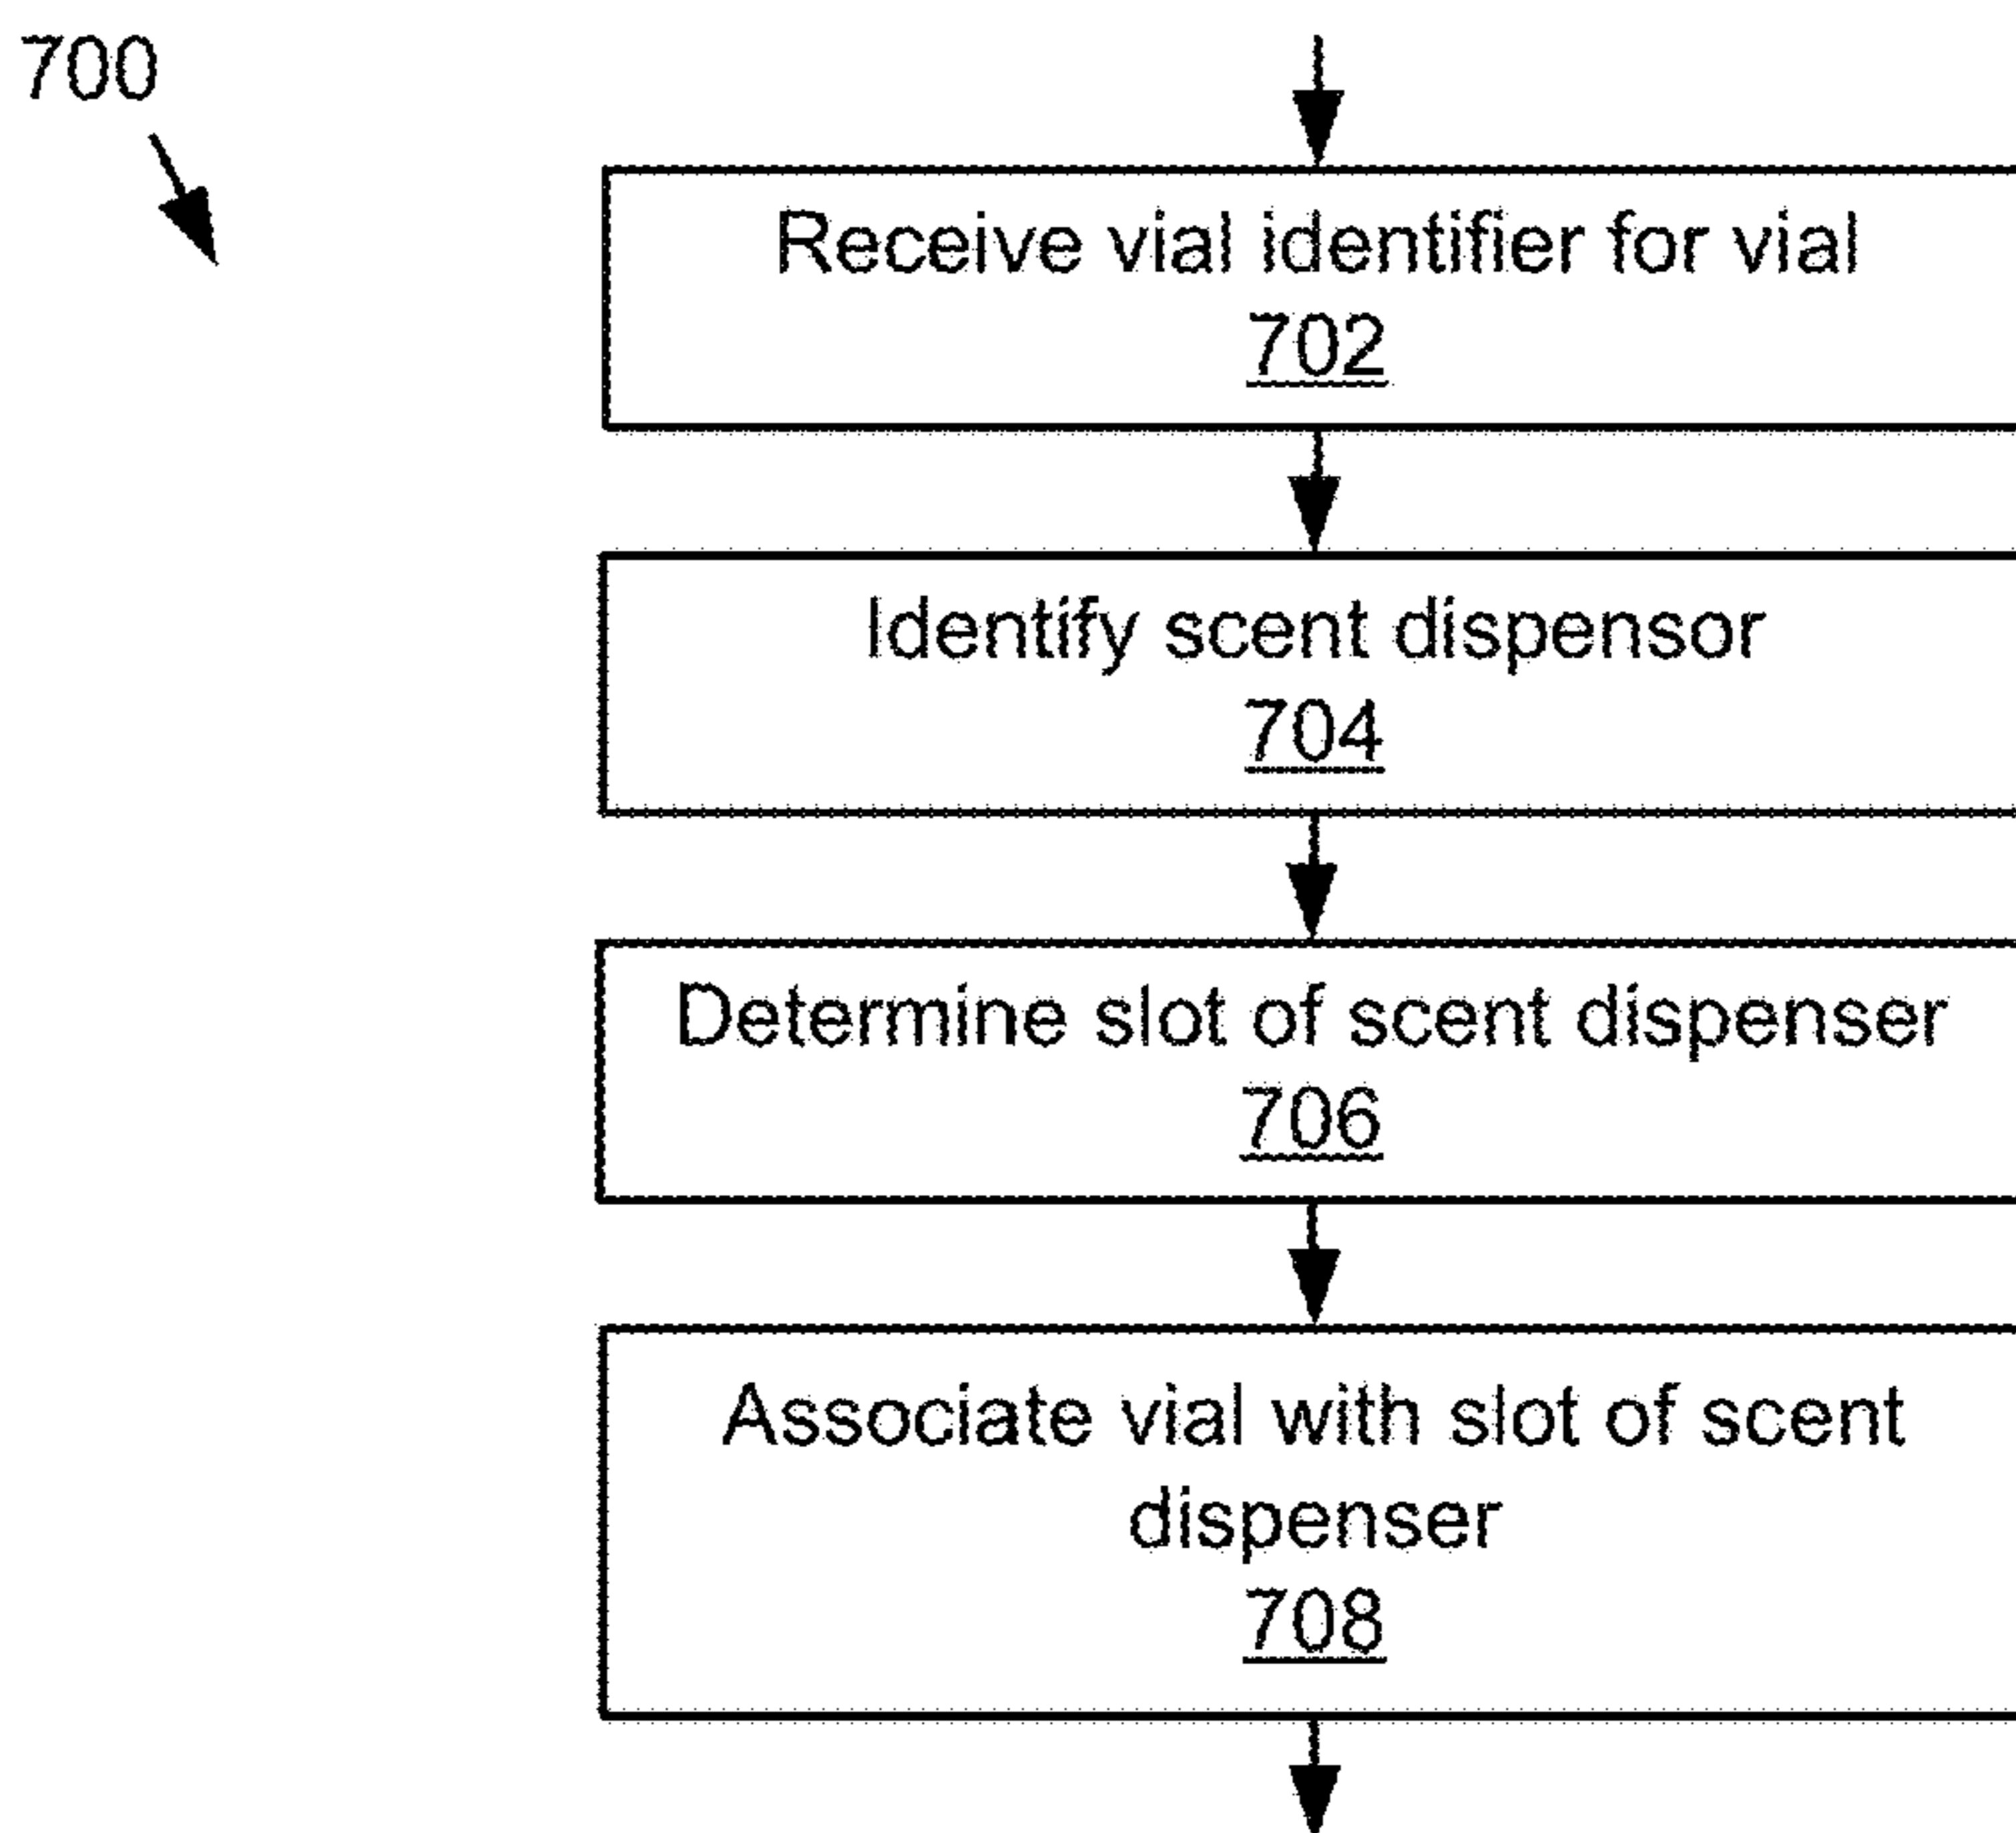 700
Receive vial identifier for vial
702
Identify scent dispensor
704
Determine slot of scent dispenser
706
Associate vial with slot of scent
dispenser
708